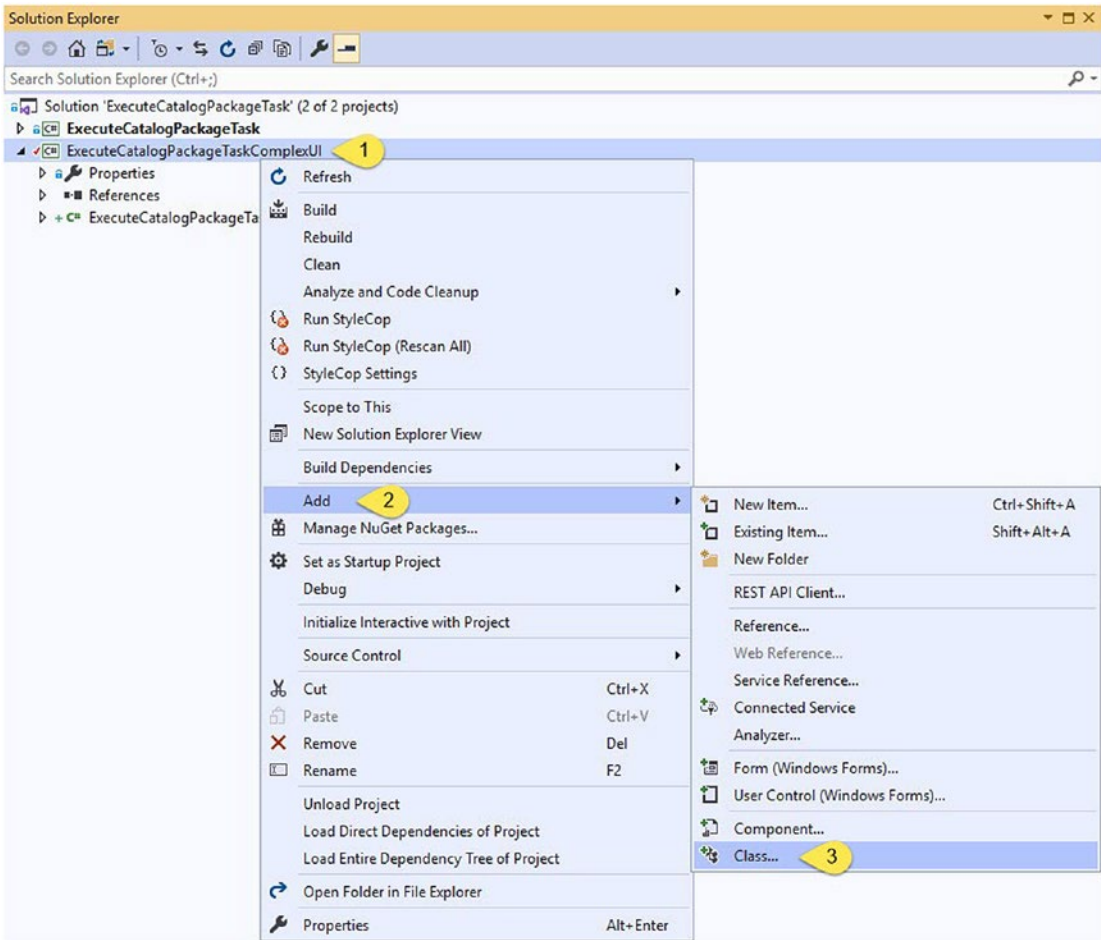 Solution Explorer
Search Solution Explorer (Ctrl+;)
Solution 'ExecuteCatalogPackageTask' (2 of 2 projects)
C# ExecuteCatalogPackageTask
C# ExecuteCatalogPackageTaskComplexUI 1
Properties
References
C# ExecuteCatalogPackageTa
Refresh
Build
Rebuild
Clean
Analyze and Code Cleanup
Run StyleCop
Run StyleCop (Rescan All)
StyleCop Settings
Scope to This
New Solution Explorer View
Build Dependencies
Add 2
Manage NuGet Packages...
Set as Startup Project
Debug
Initialize Interactive with Project
Source Control
Cut Ctrl+X
Paste Ctrl+V
Remove Del
Rename F2
Unload Project
Load Direct Dependencies of Project
Load Entire Dependency Tree of Project
Open Folder in File Explorer
Properties Alt+Enter
New Item... Ctrl+Shift+A
Existing Item... Shift+Alt+A
New Folder
REST API Client...
Reference...
Web Reference...
Service Reference...
Connected Service
Analyzer...
Form (Windows Forms)...
User Control (Windows Forms)...
Component...
Class... 3